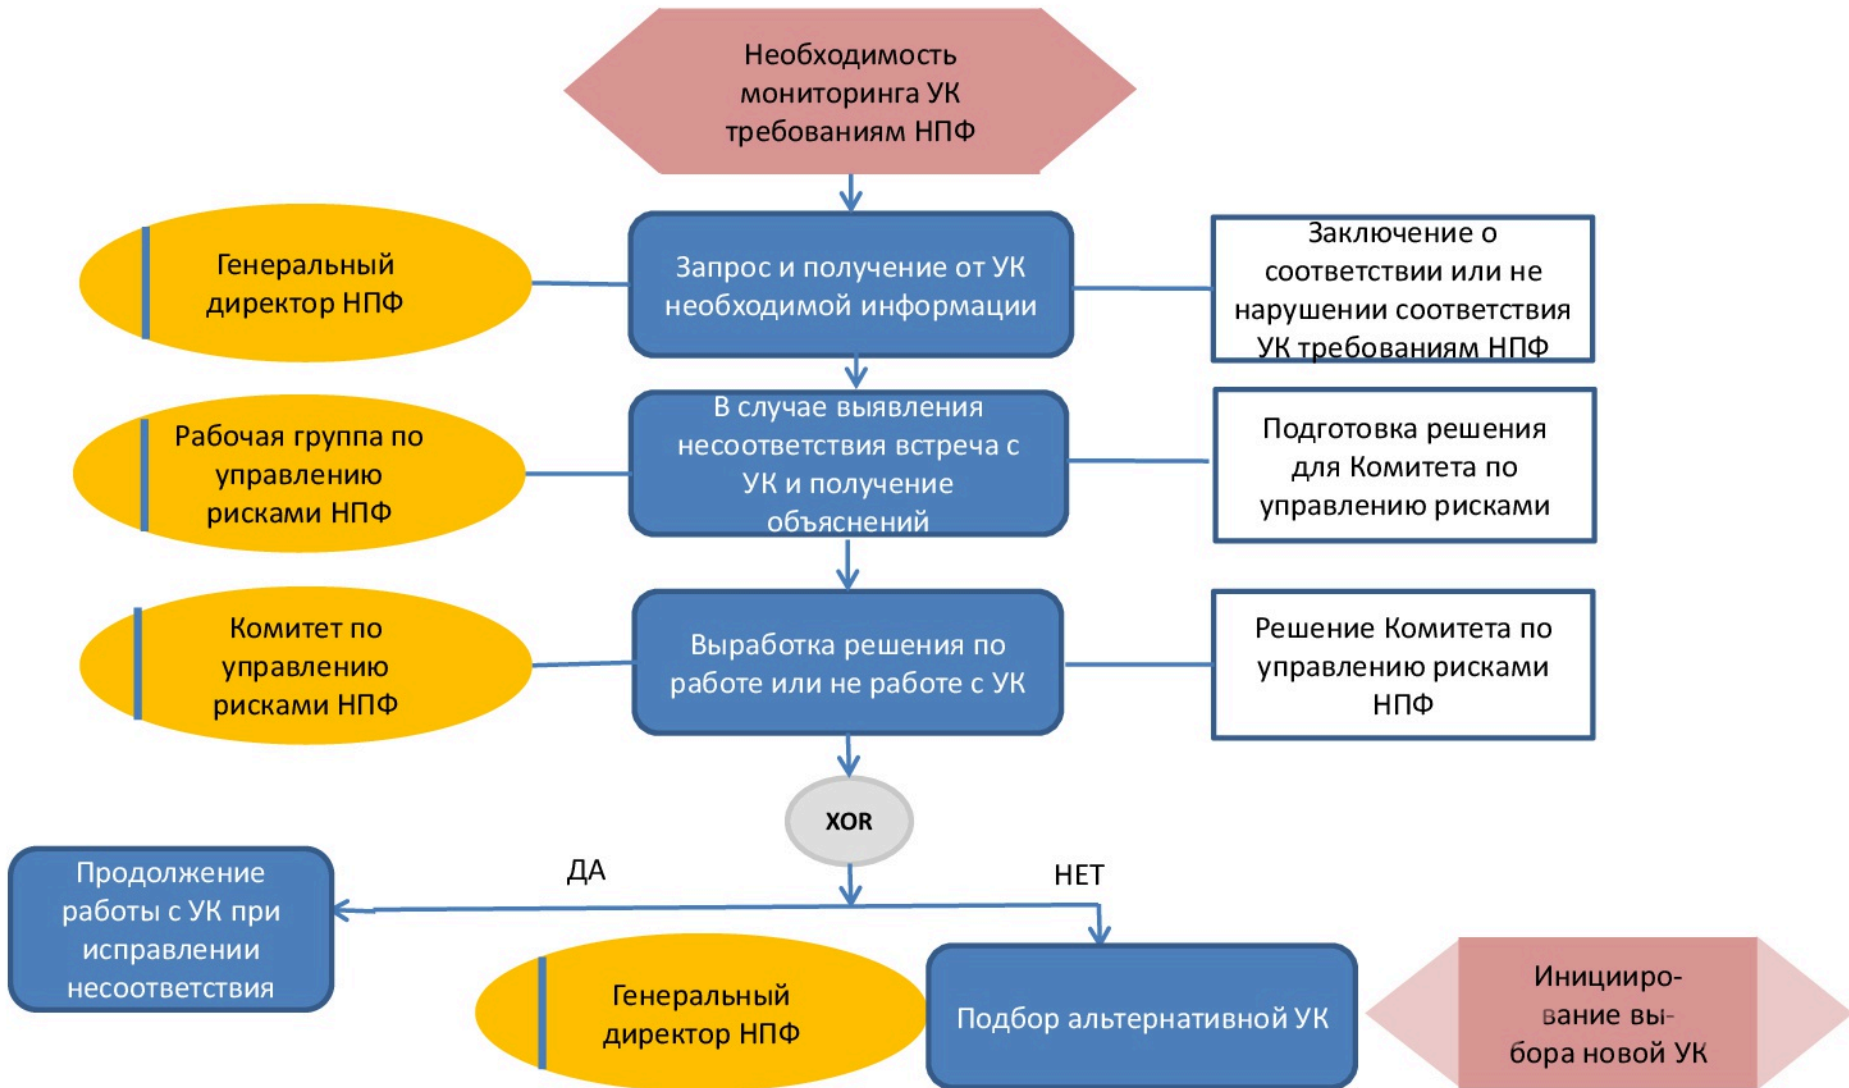 Необходимость
мониторинга УК
требованиям НПФ
Генеральный
директор НПФ
Запрос и получение от УК
необходимой информации
Заключение о
соответствии или не
нарушении соответствия
УК требованиям НПФ
Рабочая группа по
управлению
рисками НПФ
В случае выявления
несоответствия встреча с
УК и получение
объяснений
Подготовка решения
для Комитета по
управлению рисками
Комитет по
управлению
рисками НПФ
Выработка решения по
работе или не работе с УК
Решение Комитета по
управлению рисками
НПФ
XOR
ДА
НЕТ
Продолжение
работы с УК при
исправлении
несоответствия
Генеральный
директор НПФ
Подбор альтернативной УК
Иницииро-
вание вы-
бора новой УК